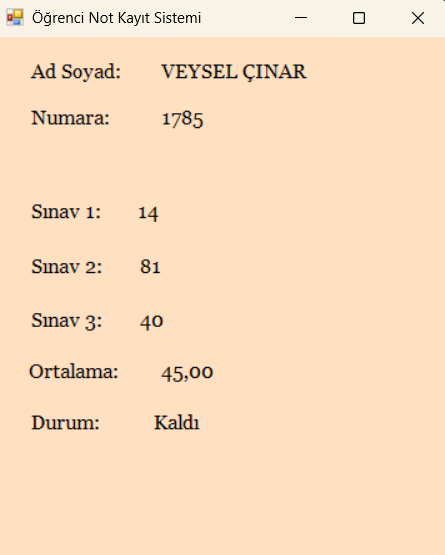 Öğrenci Not Kayıt Sistemi
Ad Soyad: VEYSEL ÇINAR
Numara: 1785
Sınav 1: 14
Sınav 2: 81
Sınav 3: 40
Ortalama: 45,00
Durum: Kaldı